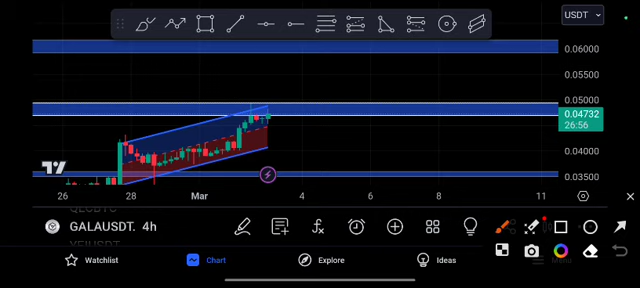 USDT
0.06000
0.05500
0.05000
0.04732
26:56
0.04000
0.03500
26 28 Mar 4 6 8 11
GALAUSDT. 4h
Watchlist Chart Explore Ideas Menu